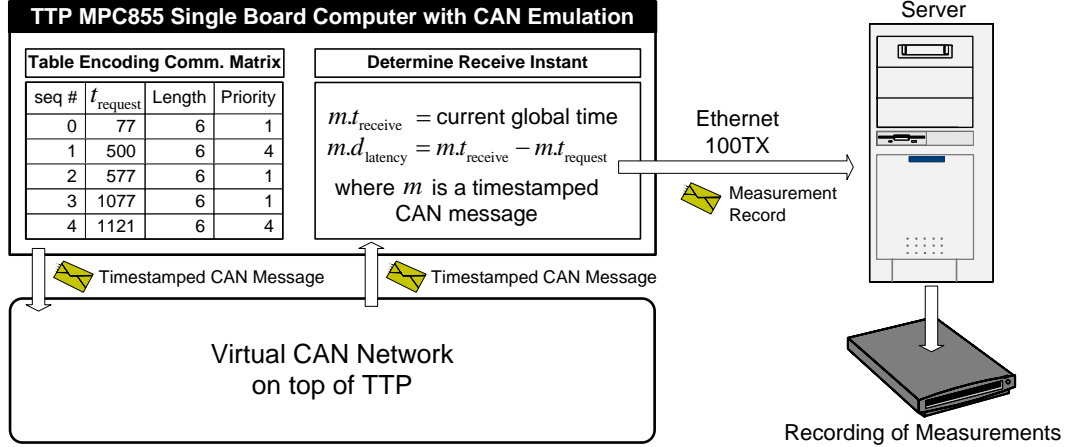 TTP MPC855 Single Board Computer with CAN Emulation
Table Encoding Comm. Matrix
seq # t_request Length Priority
0 77 6 1
1 500 6 4
2 577 6 1
3 1077 6 1
4 1121 6 4
Determine Receive Instant
m.t_receive = current global time
m.d_latency = m.t_receive − m.t_request
where m is a timestamped
CAN message
Timestamped CAN Message
Timestamped CAN Message
Virtual CAN Network
on top of TTP
Ethernet
100TX
Measurement
Record
Server
Recording of Measurements